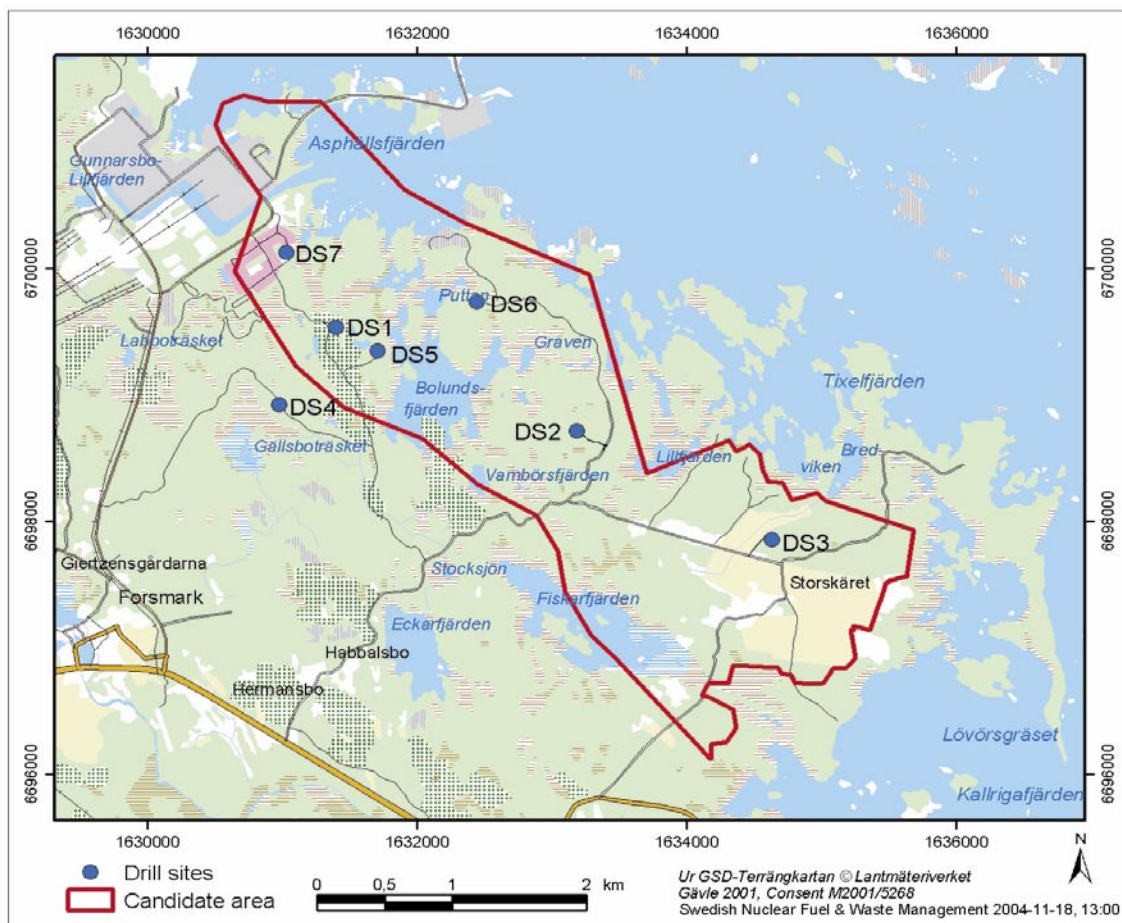 1630000 1632000 1634000 1636000
Asphällsfjärden
Gunnarsbo-
Lillfjärden
6700000 6700000
DS7
Puttan
DS6
DS1
Labboträsket
Graven
DS5
Tixelfjärden
Bolunds-
fjärden
DS4
DS2
Gällsboträsket
Lillfjärden
Bred-
viken
Vambörsfjärden
6698000 6698000
DS3
Giertzensgårdarna
Stocksjön
Storskäret
Forsmark
Fiskarfjärden
Eckarfjärden
Habbalsbo
Hermansbo
Lövörsgräset
6696000 6696000
Kallrigafjärden
1630000 1632000 1634000 1636000
N
Drill sites
Candidate area
0 0,5 1 2 km
Ur GSD-Terrängkartan © Lantmäteriverket
Gävle 2001, Consent M2001/5268
Swedish Nuclear Fuel & Waste Management 2004-11-18, 13:00